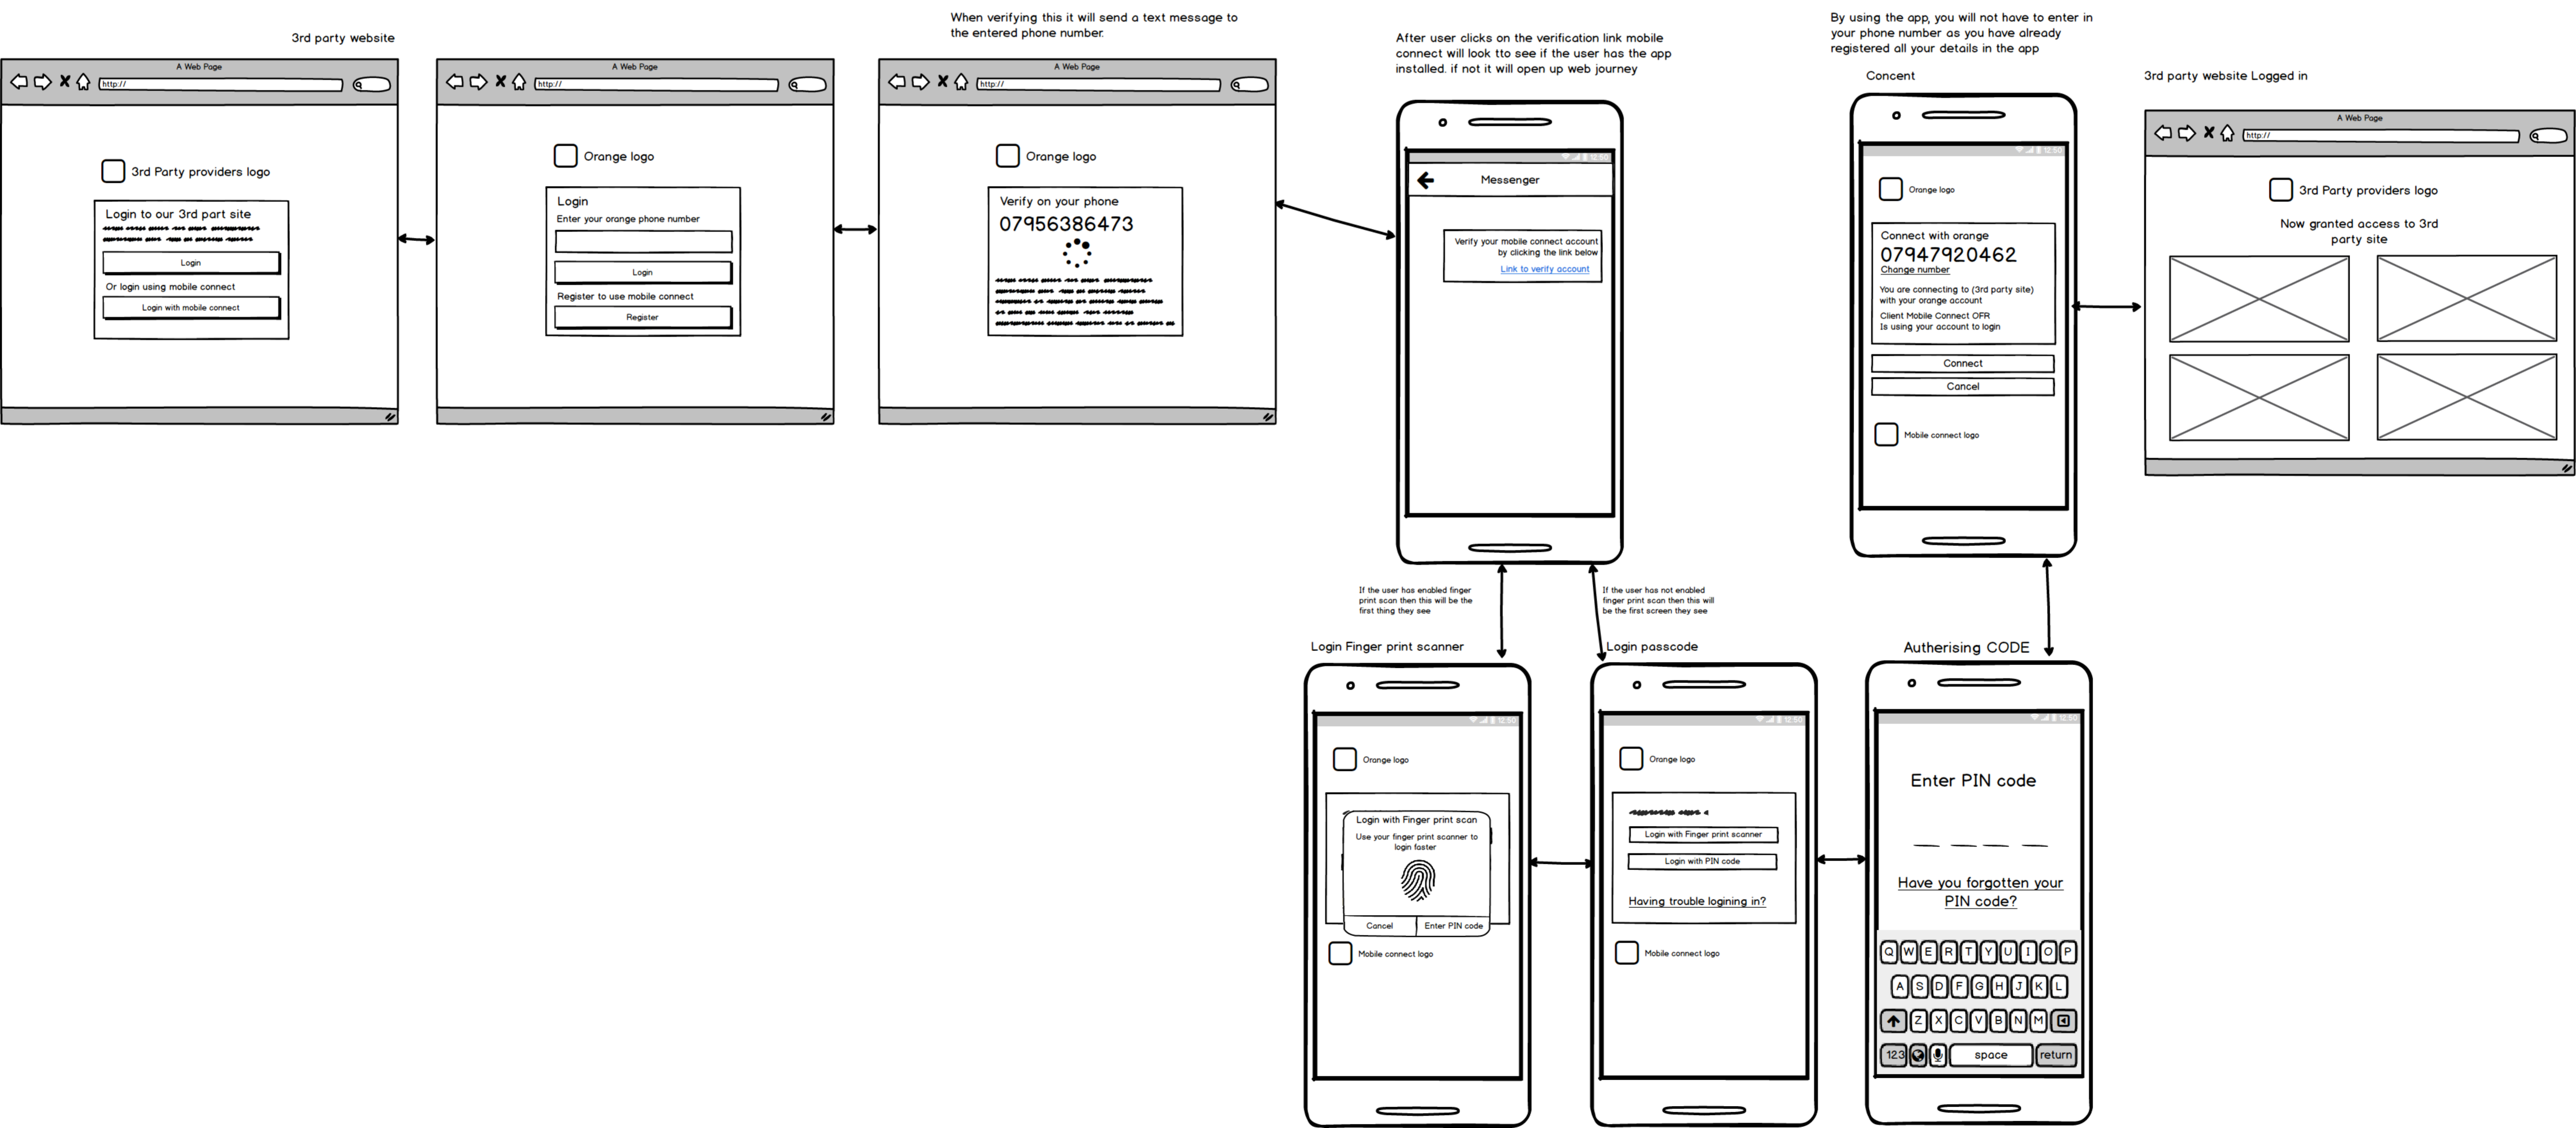 3rd party website
A Web Page
http://
3rd Party providers logo
Login to our 3rd part site
Login
Or login using mobile connect
Login with mobile connect
A Web Page
http://
Orange logo
Login
Enter your orange phone number
Login
Register to use mobile connect
Register
When verifying this it will send a text message to
the entered phone number.
A Web Page
http://
Orange logo
Verify on your phone
07956386473
After user clicks on the verification link mobile
connect will look tto see if the user has the app
installed. if not it will open up web journey
12.50
Messenger
Verify your mobile connect account
by clicking the link below
Link to verify account
If the user has enabled finger
print scan then this will be the
first thing they see
If the user has not enabled
finger print scan then this will
be the first screen they see
Login Finger print scanner
12.50
Orange logo
Login with Finger print scan
Use your finger print scanner to
login faster
Cancel
Enter PIN code
Mobile connect logo
Login passcode
12.50
Orange logo
Login with Finger print scanner
Login with PIN code
Having trouble logining in?
Mobile connect logo
Autherising CODE
12.50
Enter PIN code
Have you forgotten your
PIN code?
Q W E R T Y U I O P
A S D F G H J K L
Z X C V B N M
123 space return
By using the app, you will not have to enter in
your phone number as you have already
registered all your details in the app
Concent
12.50
Orange logo
Connect with orange
07947920462
Change number
You are connecting to (3rd party site)
with your orange account
Client Mobile Connect OFR
Is using your account to login
Connect
Cancel
Mobile connect logo
3rd party website Logged in
A Web Page
http://
3rd Party providers logo
Now granted access to 3rd
party site